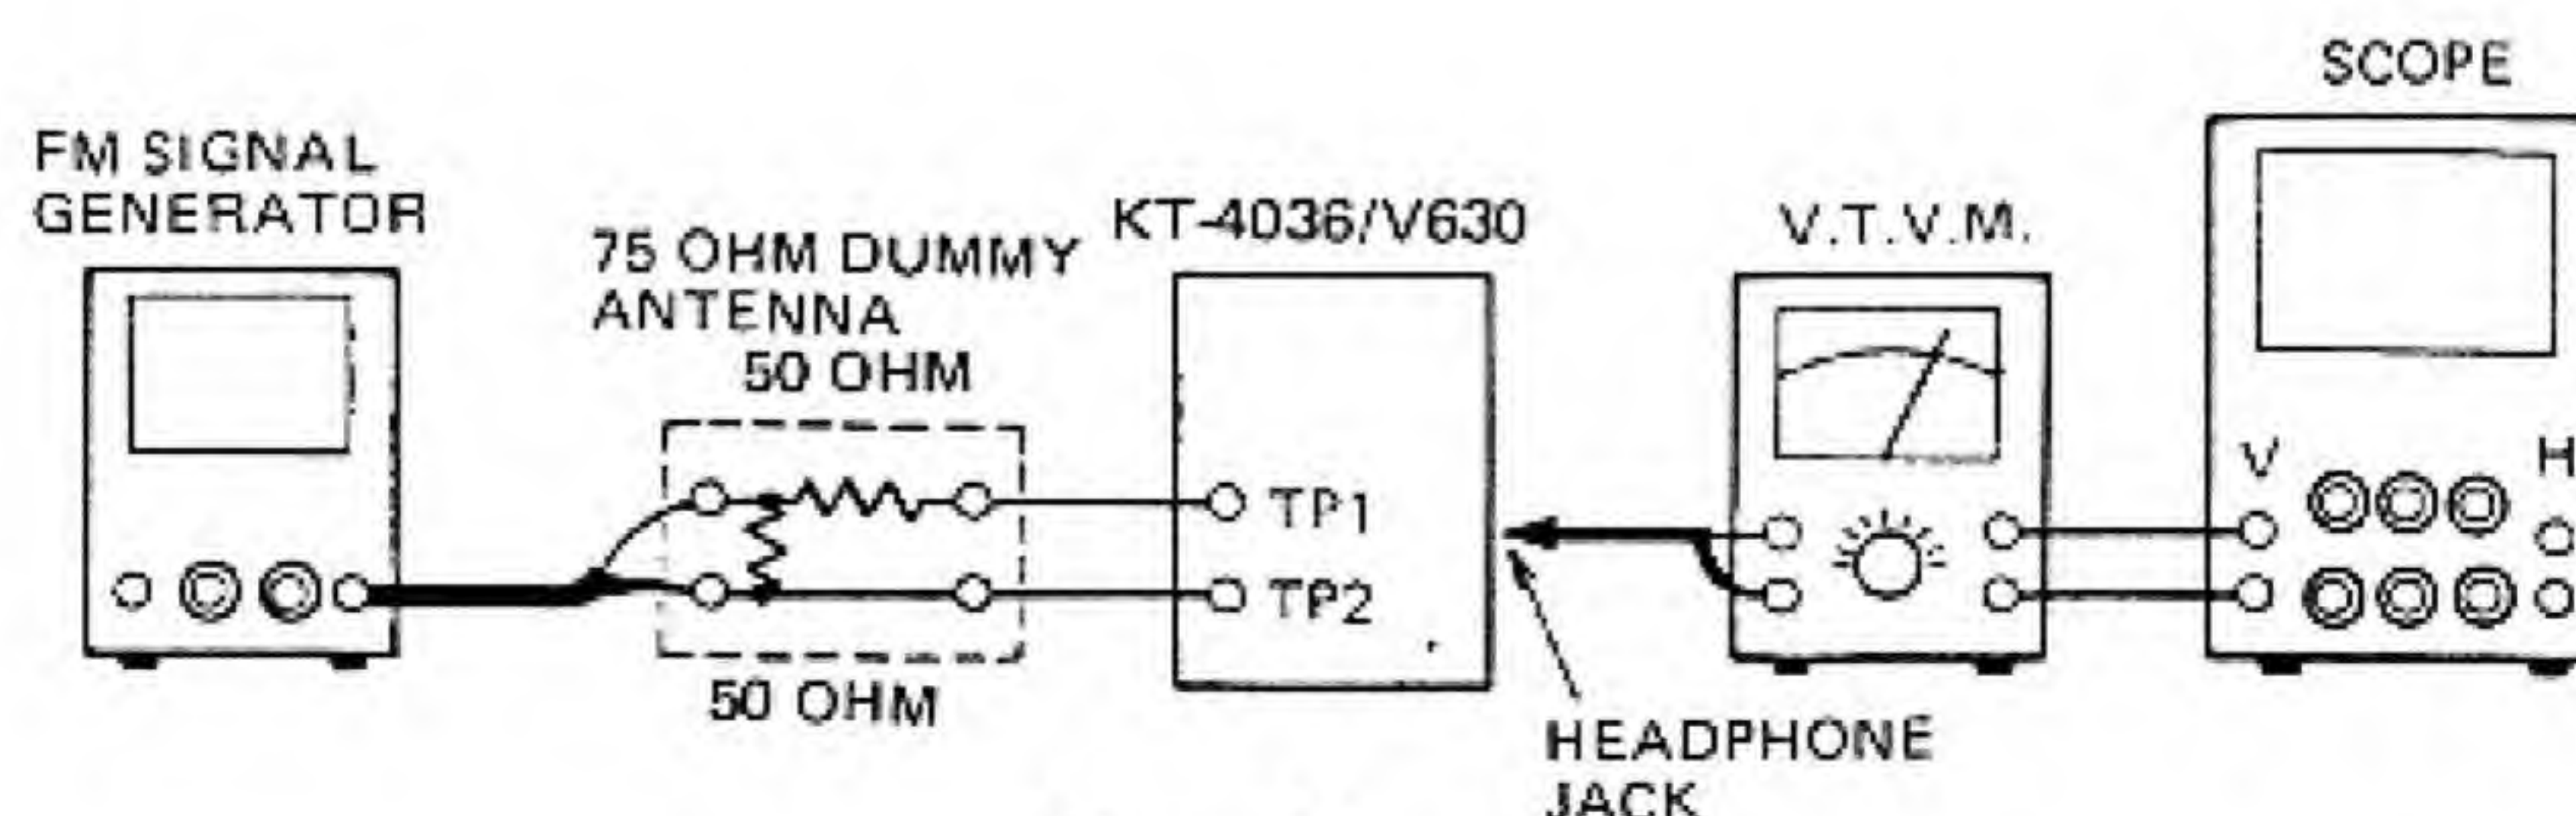 SCOPE
FM SIGNAL
GENERATOR
75 OHM DUMMY
ANTENNA
50 OHM
KT-4036/V630
V.T.V.M.
V
H
TP1
TP2
50 OHM
HEADPHONE
JACK